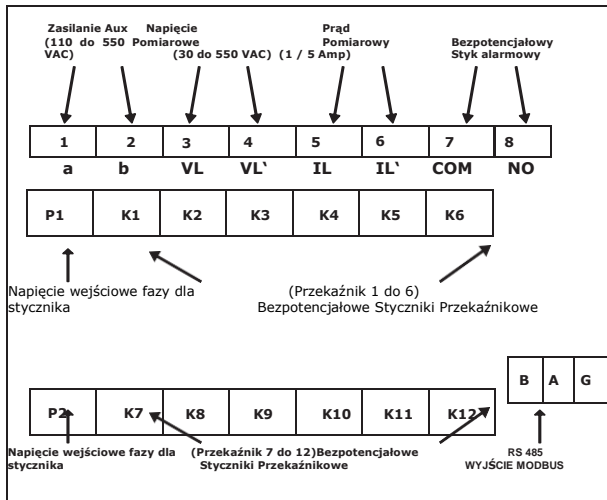 Zasilanie Aux
(110 do 550
VAC)
Napięcie
Pomiarowe
(30 do 550 VAC)
Prąd
Pomiarowy
(1 / 5 Amp)
Bezpotencjałowy
Styk alarmowy
1 2 3 4 5 6 7 8
a b VL VL‛ IL IL‛ COM NO
P1 K1 K2 K3 K4 K5 K6
Napięcie wejściowe fazy dla
stycznika
(Przekaźnik 1 do 6)
Bezpotencjałowe Styczniki Przekaźnikowe
B A G
P2 K7 K8 K9 K10 K11 K12
Napięcie wejściowe fazy dla
stycznika
(Przekaźnik 7 do 12)Bezpotencjałowe
Styczniki Przekaźnikowe
RS 485
WYJŚCIE MODBUS